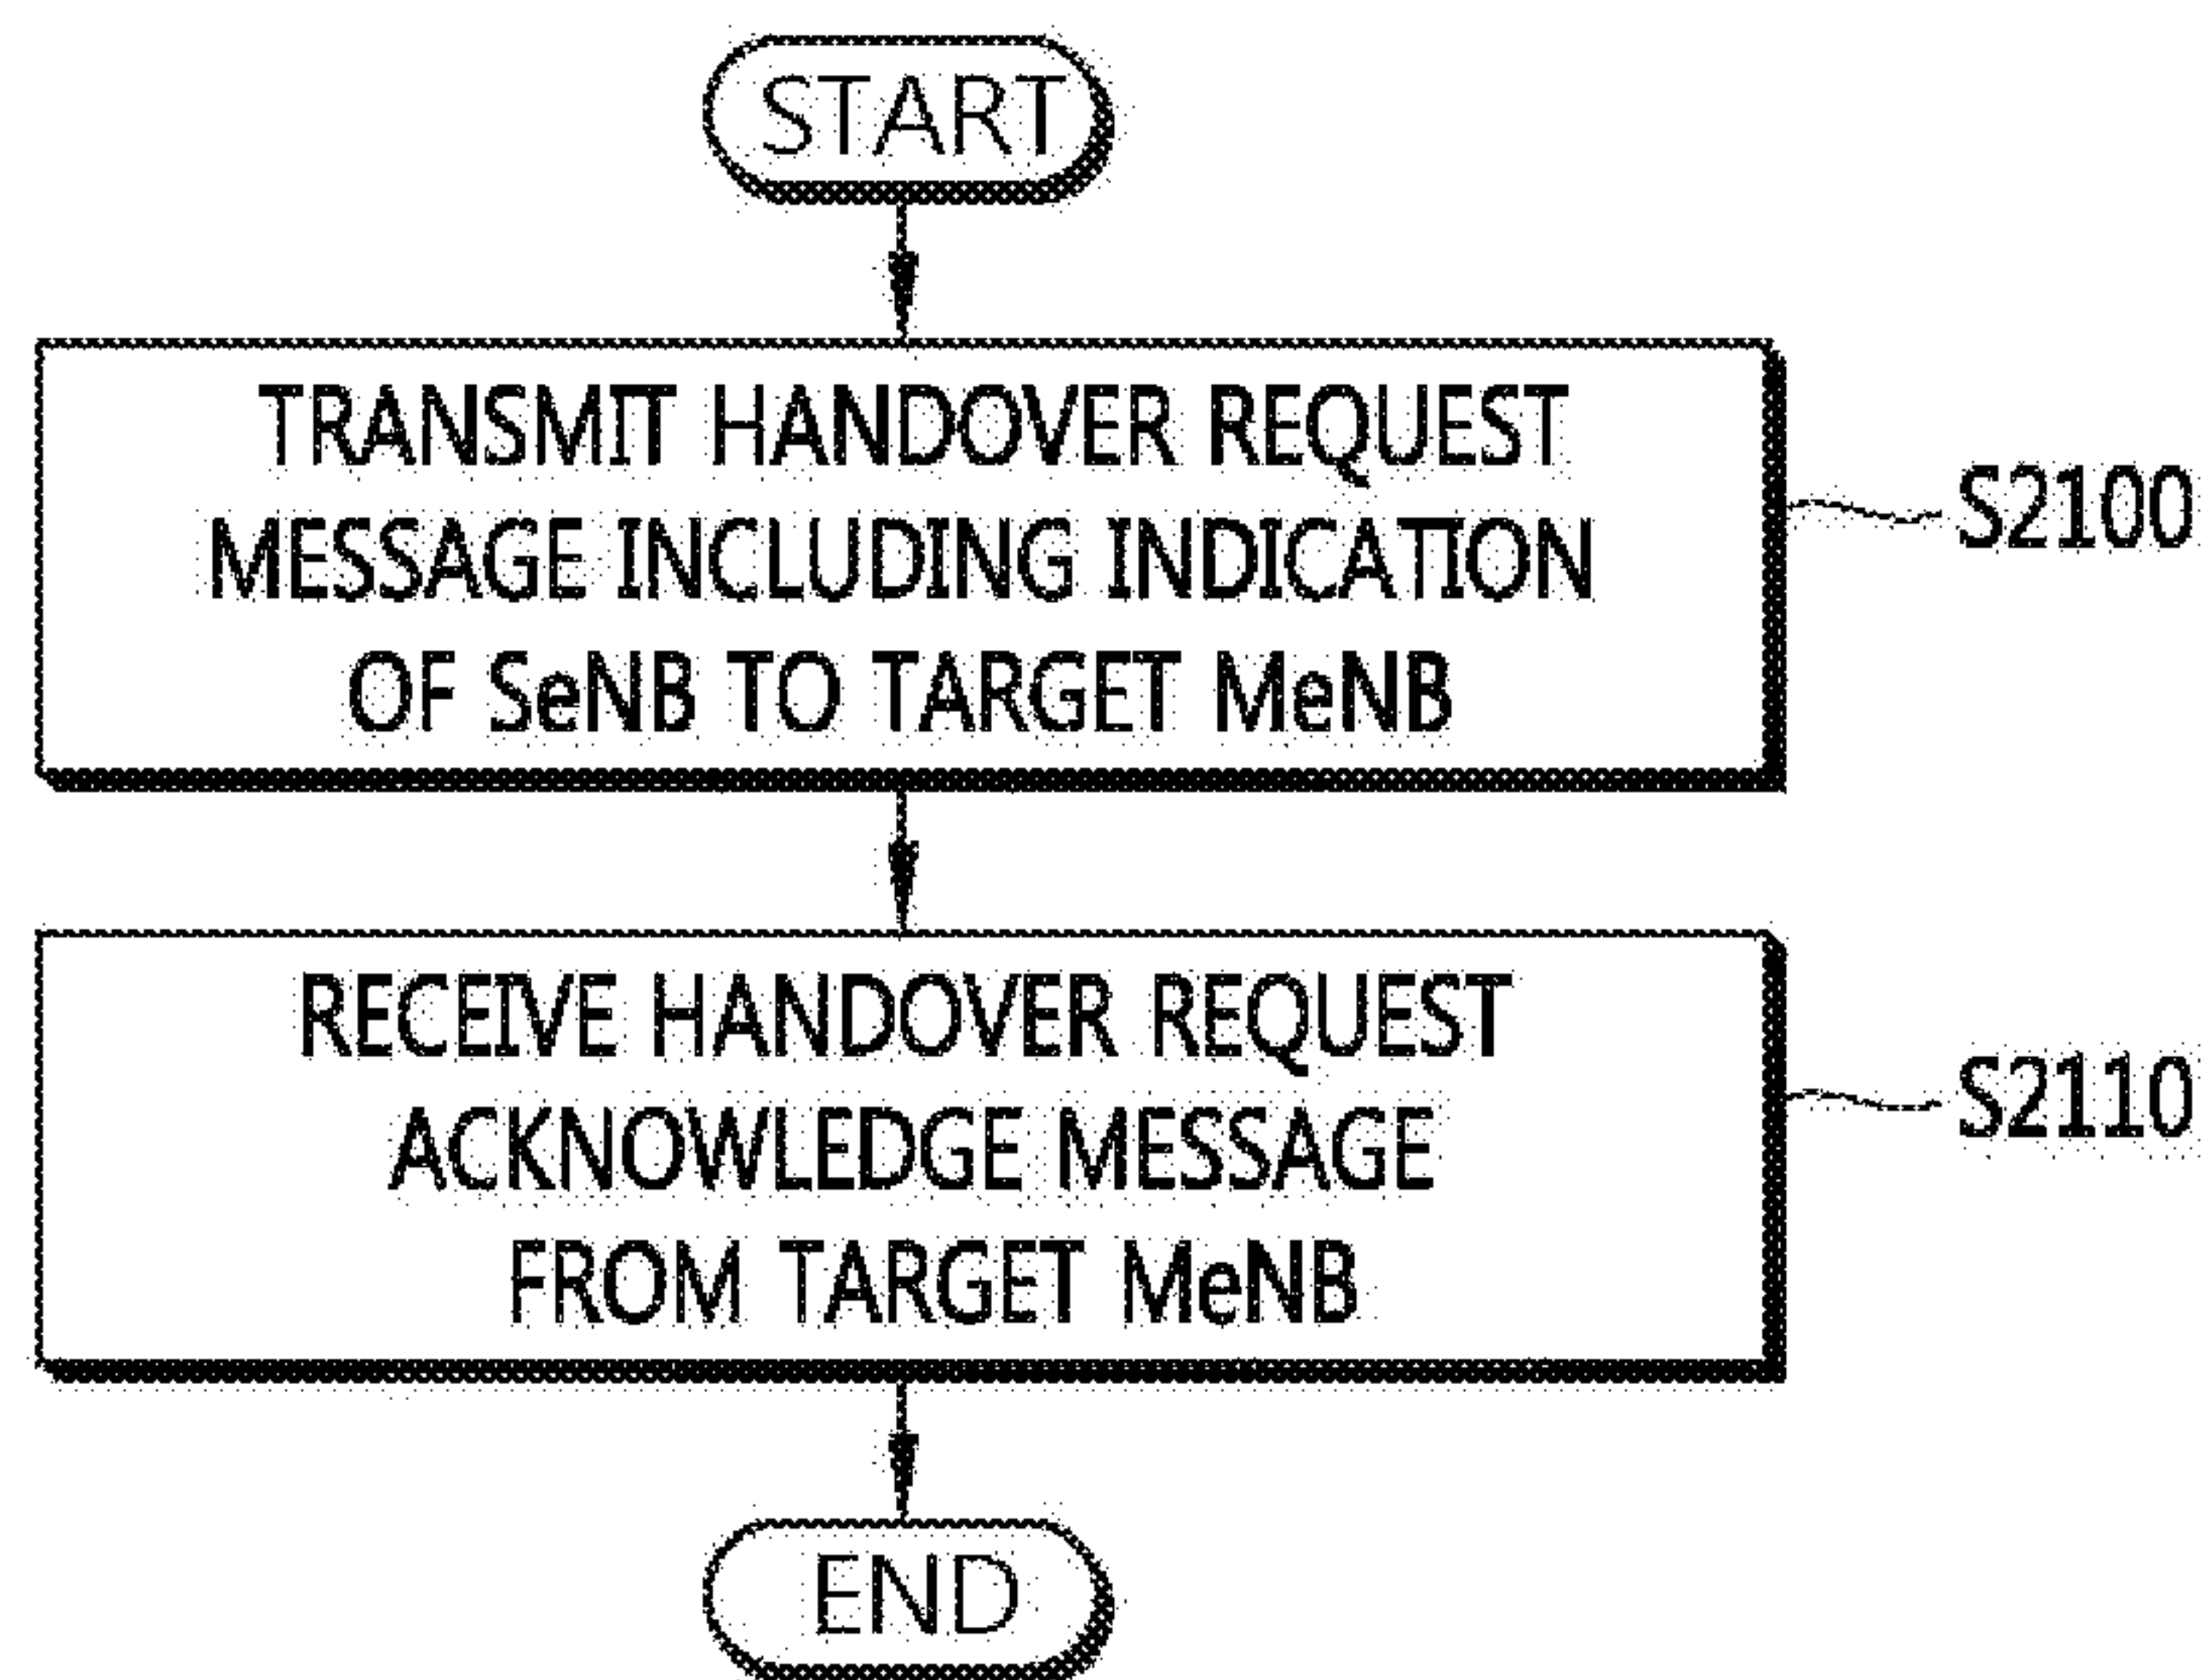 START
TRANSMIT HANDOVER REQUEST
MESSAGE INCLUDING INDICATION
OF SeNB TO TARGET MeNB
S2100
RECEIVE HANDOVER REQUEST
ACKNOWLEDGE MESSAGE
FROM TARGET MeNB
S2110
END